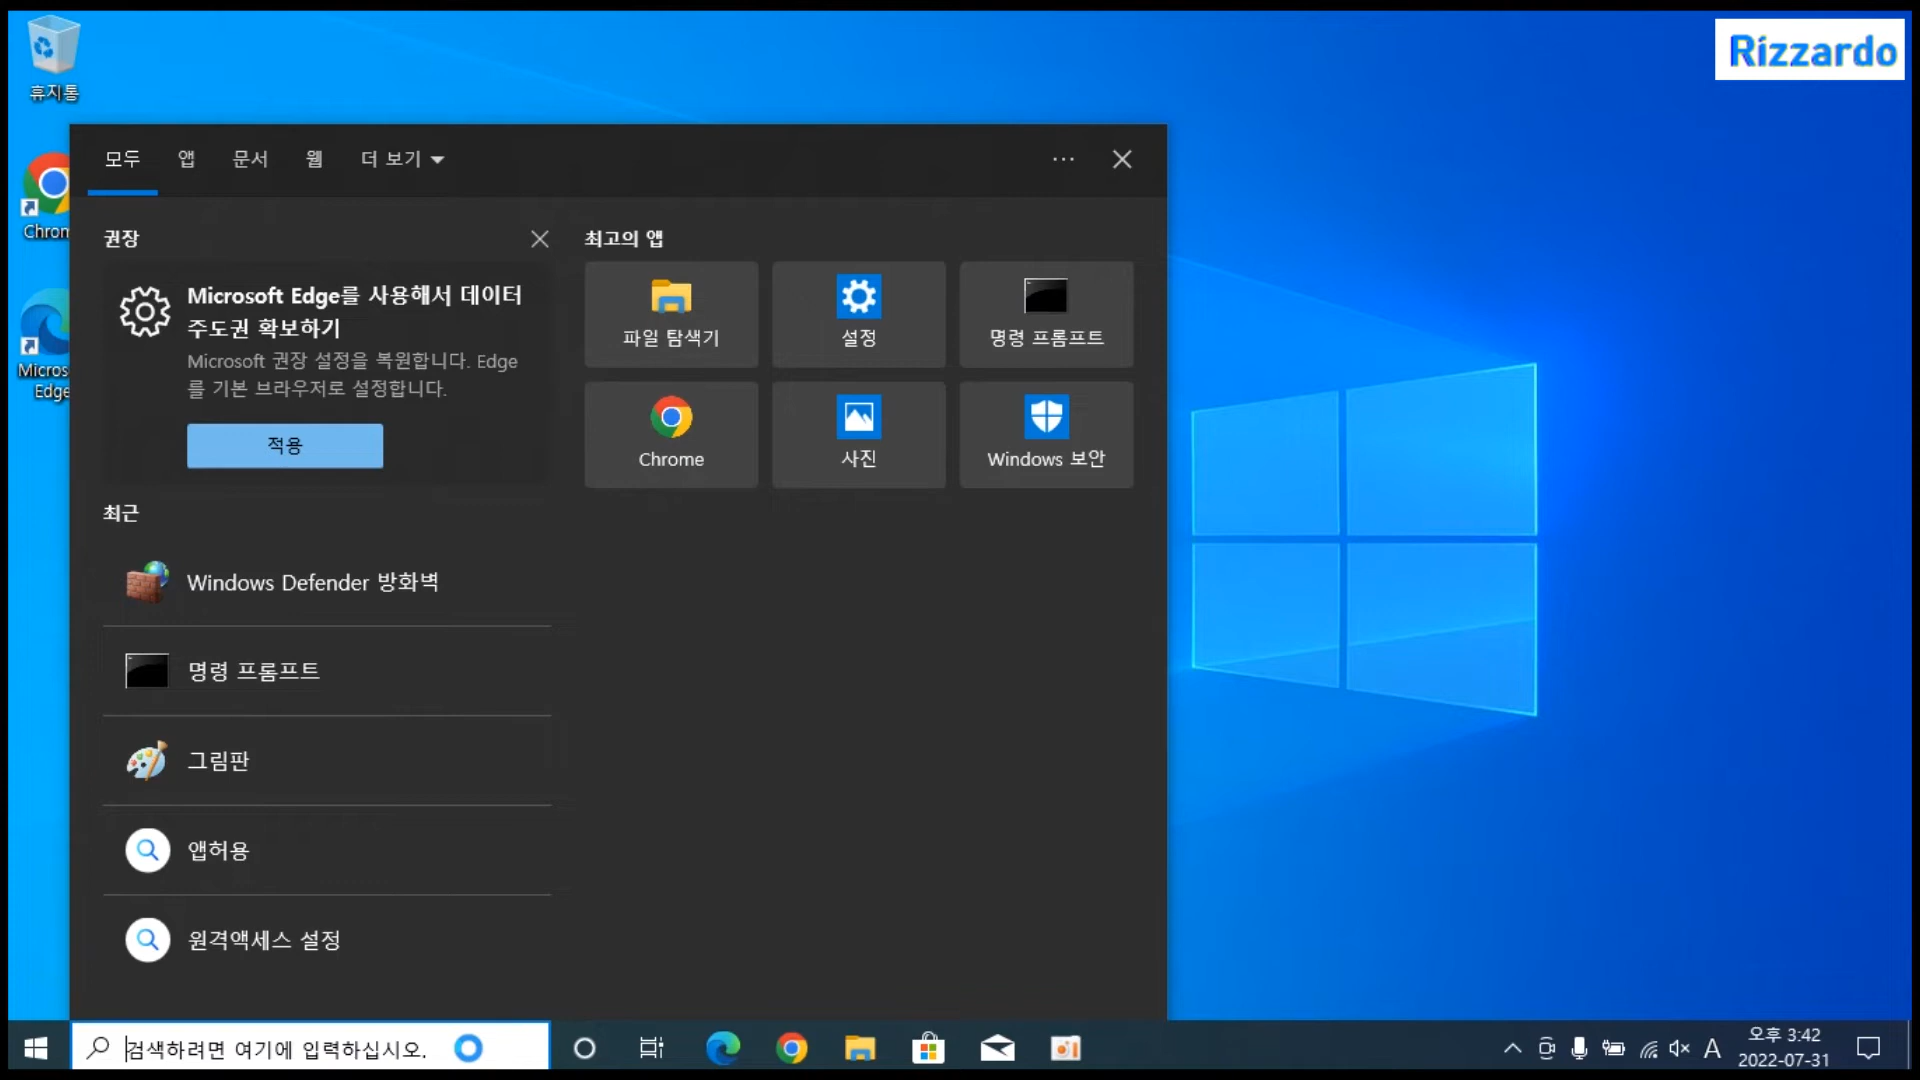 휴지통
Rizzardo
모두 앱 문서 웹 더 보기
Chrom
권장
최고의 앱
Microsoft Edge를 사용해서 데이터
주도권 확보하기
Microsoft 권장 설정을 복원합니다. Edge
를 기본 브라우저로 설정합니다.
적용
파일 탐색기
설정
명령 프롬프트
Micros
Edge
Chrome
사진
Windows 보안
최근
Windows Defender 방화벽
명령 프롬프트
그림판
앱허용
원격액세스 설정
검색하려면 여기에 입력하십시오.
A
오후 3:42
2022-07-31